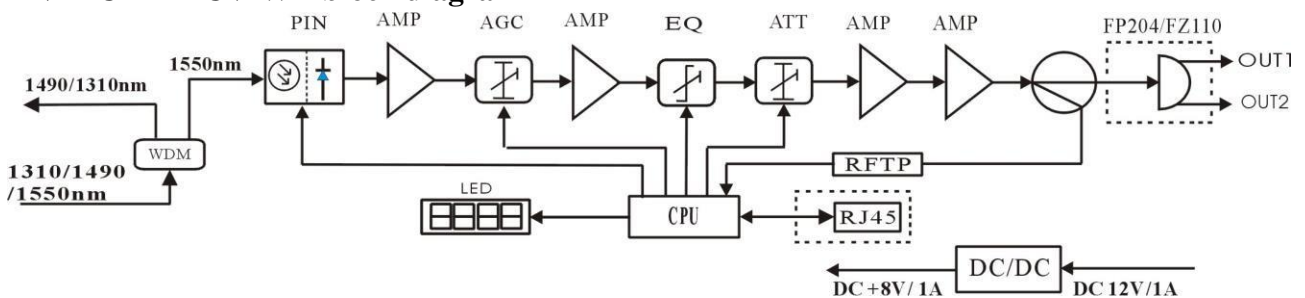 PIN AMP AGC AMP EQ ATT AMP AMP FP204/FZ110
1550nm
OUT1
1490/1310nm
OUT2
WDM
1310/1490
/1550nm
RFTP
LED
CPU
RJ45
DC/DC
DC+8V/1A
DC 12V/1A